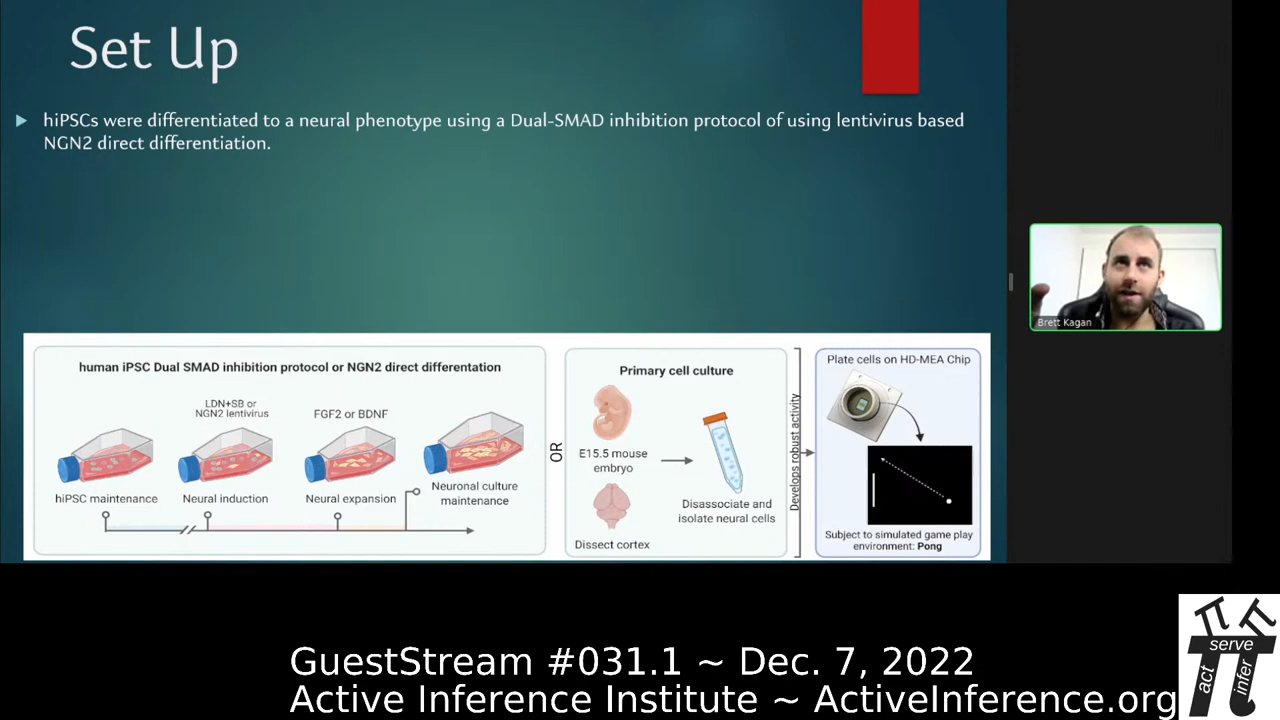 Set Up
hiPSCs were differentiated to a neural phenotype using a Dual-SMAD inhibition protocol of using lentivirus based
NGN2 direct differentiation.
human iPSC Dual SMAD inhibition protocol or NGN2 direct differentation
LDN+SB or
NGN2 lentivirus
FGF2 or BDNF
hiPSC maintenance
Neural induction
Neural expansion
Neuronal culture
maintenance
OR
Primary cell culture
E15.5 mouse
embryo
Dissect cortex
Disassociate and
isolate neural cells
Develops robust activity
Plate cells on HD-MEA Chip
Subject to simulated game play
environment: Pong
Brett Kagan
GuestStream #031.1 ~ Dec. 7, 2022
Active Inference Institute ~ ActiveInference.org
π π
serve
π
act
infer